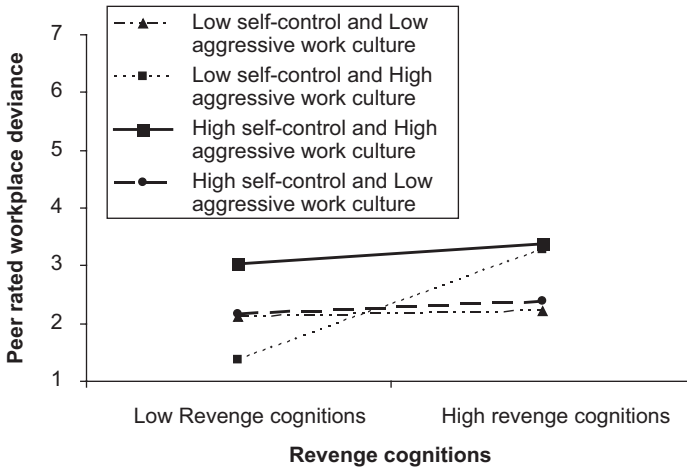 7
6
5
4
3
2
1
Peer rated workplace deviance
Low self-control and Low
aggressive work culture
Low self-control and High
aggressive work culture
High self-control and High
aggressive work culture
High self-control and Low
aggressive work culture
Low Revenge cognitions
High revenge cognitions
Revenge cognitions